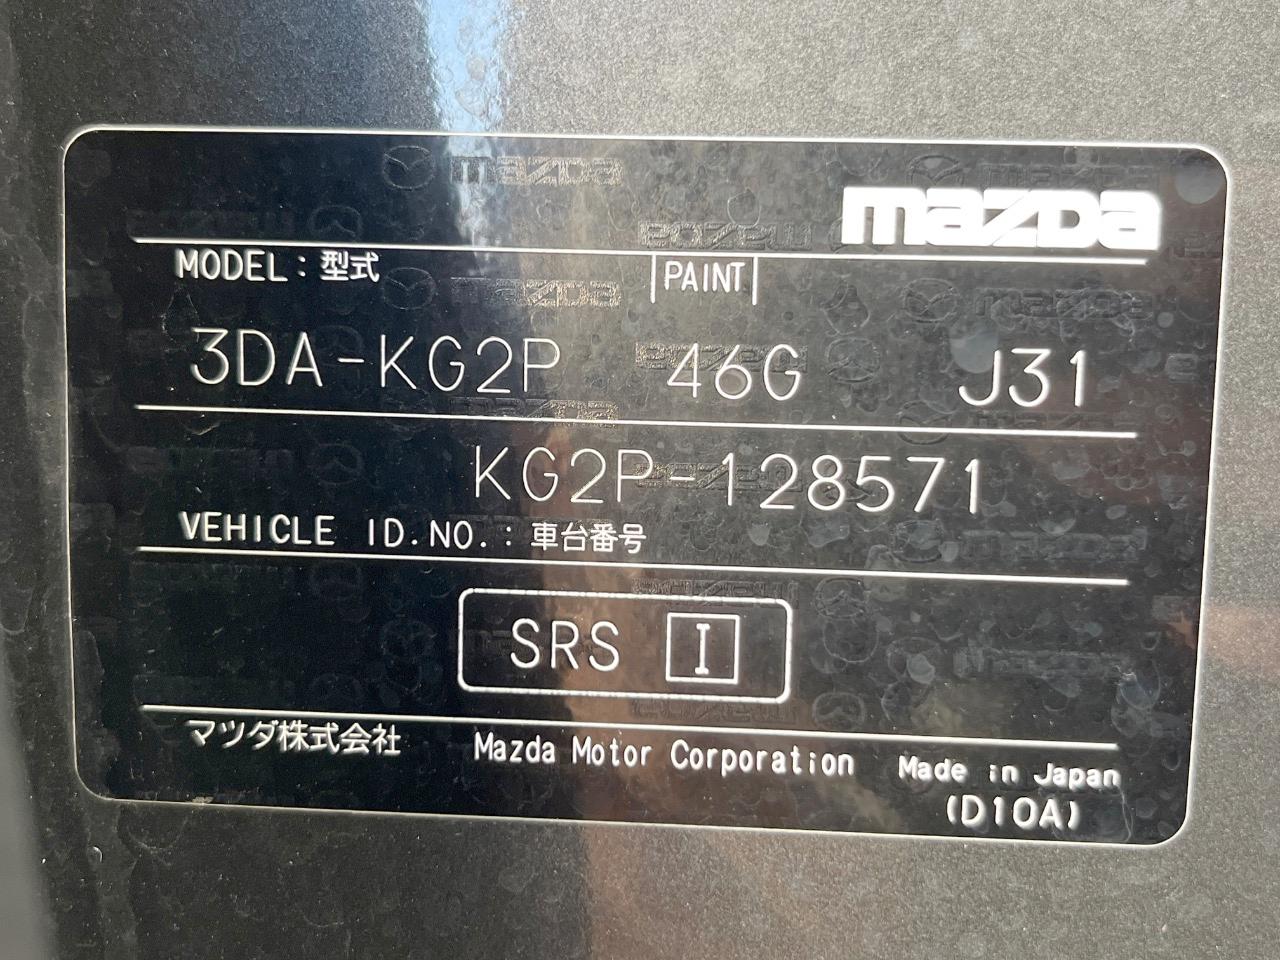 mazda
MODEL：型式 PAINT
3DA-KG2P 46G J31
KG2P-128571
VEHICLE ID.NO.：車台番号
SRS I
マツダ株式会社 Mazda Motor Corporation Made in Japan
(D10A)